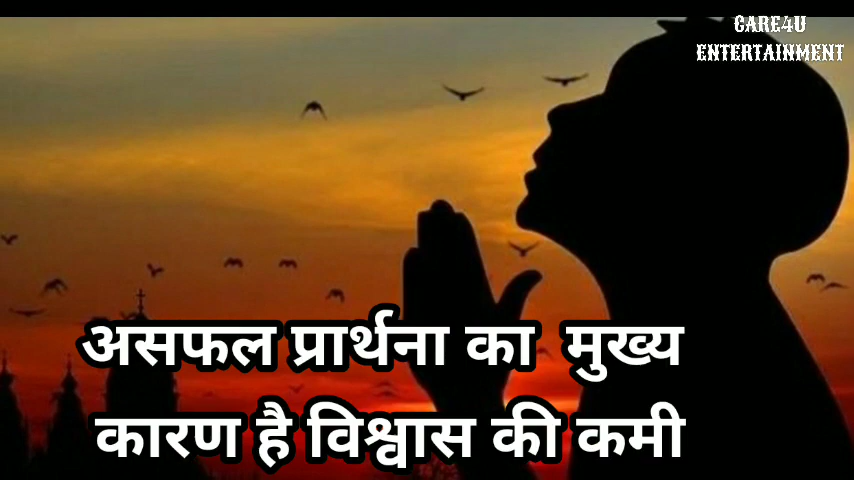 CARE4U
ENTERTAINMENT
असफल प्रार्थना का मुख्य
कारण है विश्वास की कमी